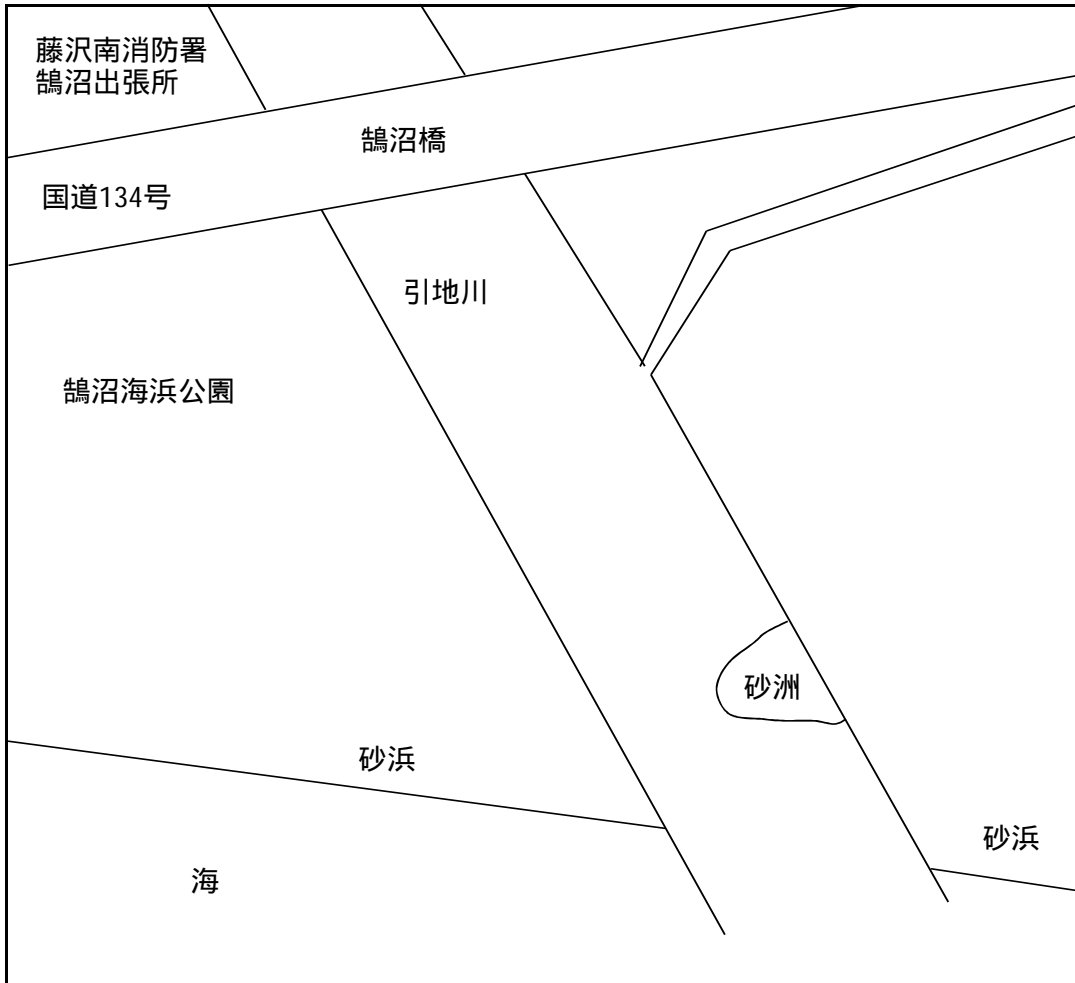 藤沢南消防署
鵠沼出張所
鵠沼橋
国道134号
引地川
鵠沼海浜公園
砂洲
砂浜
砂浜
海